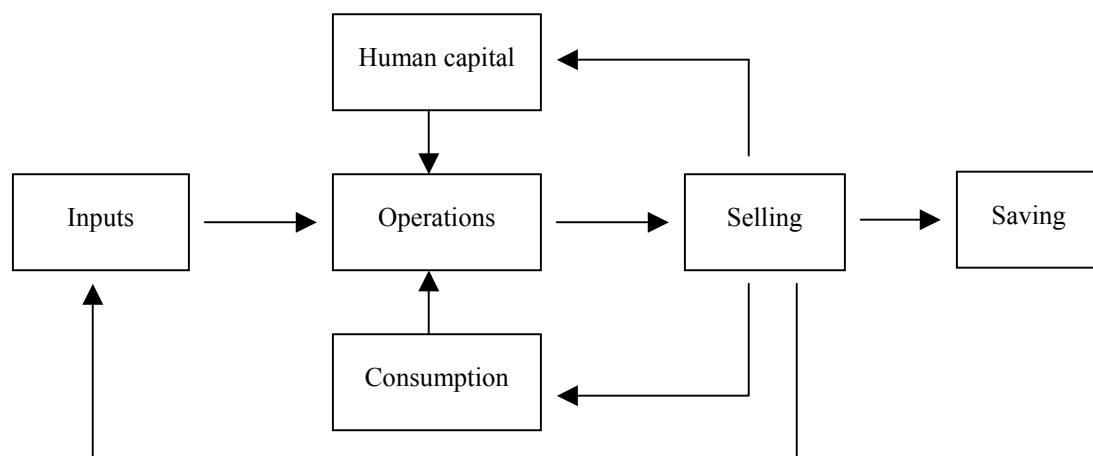 Human capital
Inputs
Operations
Selling
Saving
Consumption